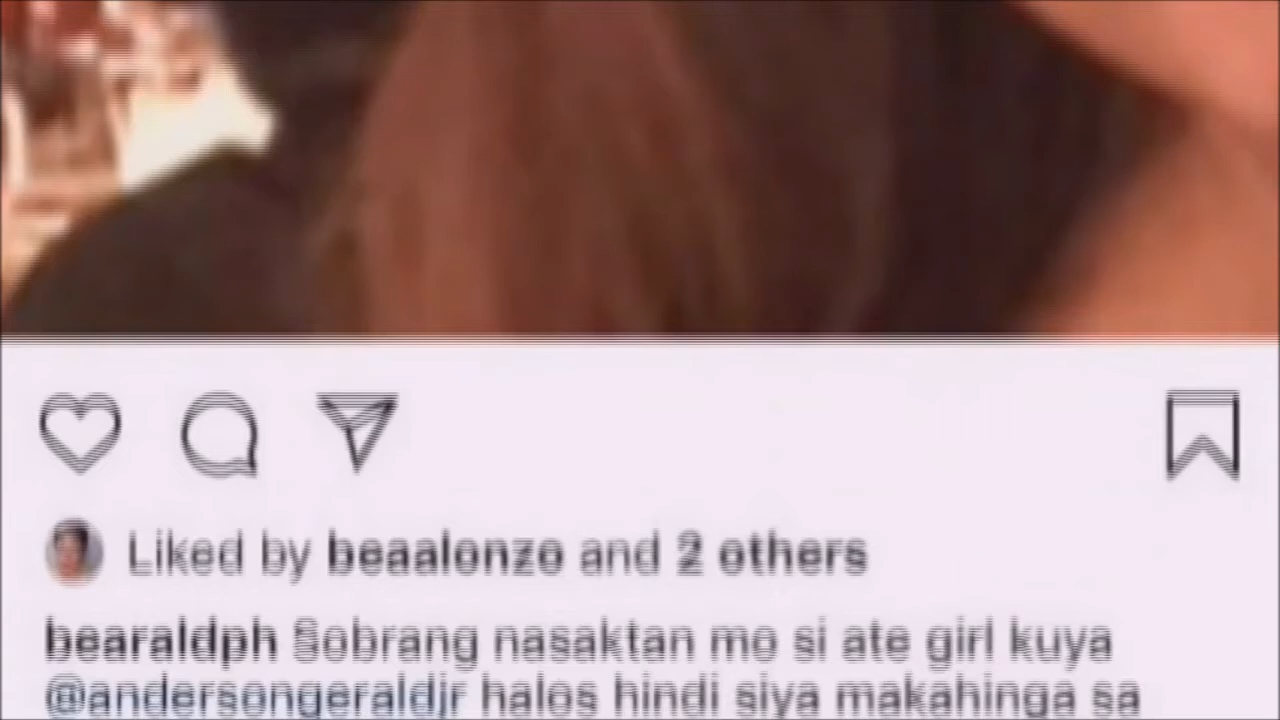 Liked by beaalonzo and 2 others
bearaldph Sobrang nasaktan mo si ate girl kuya
@andersongeraldjr halos hindi siya makahinga sa